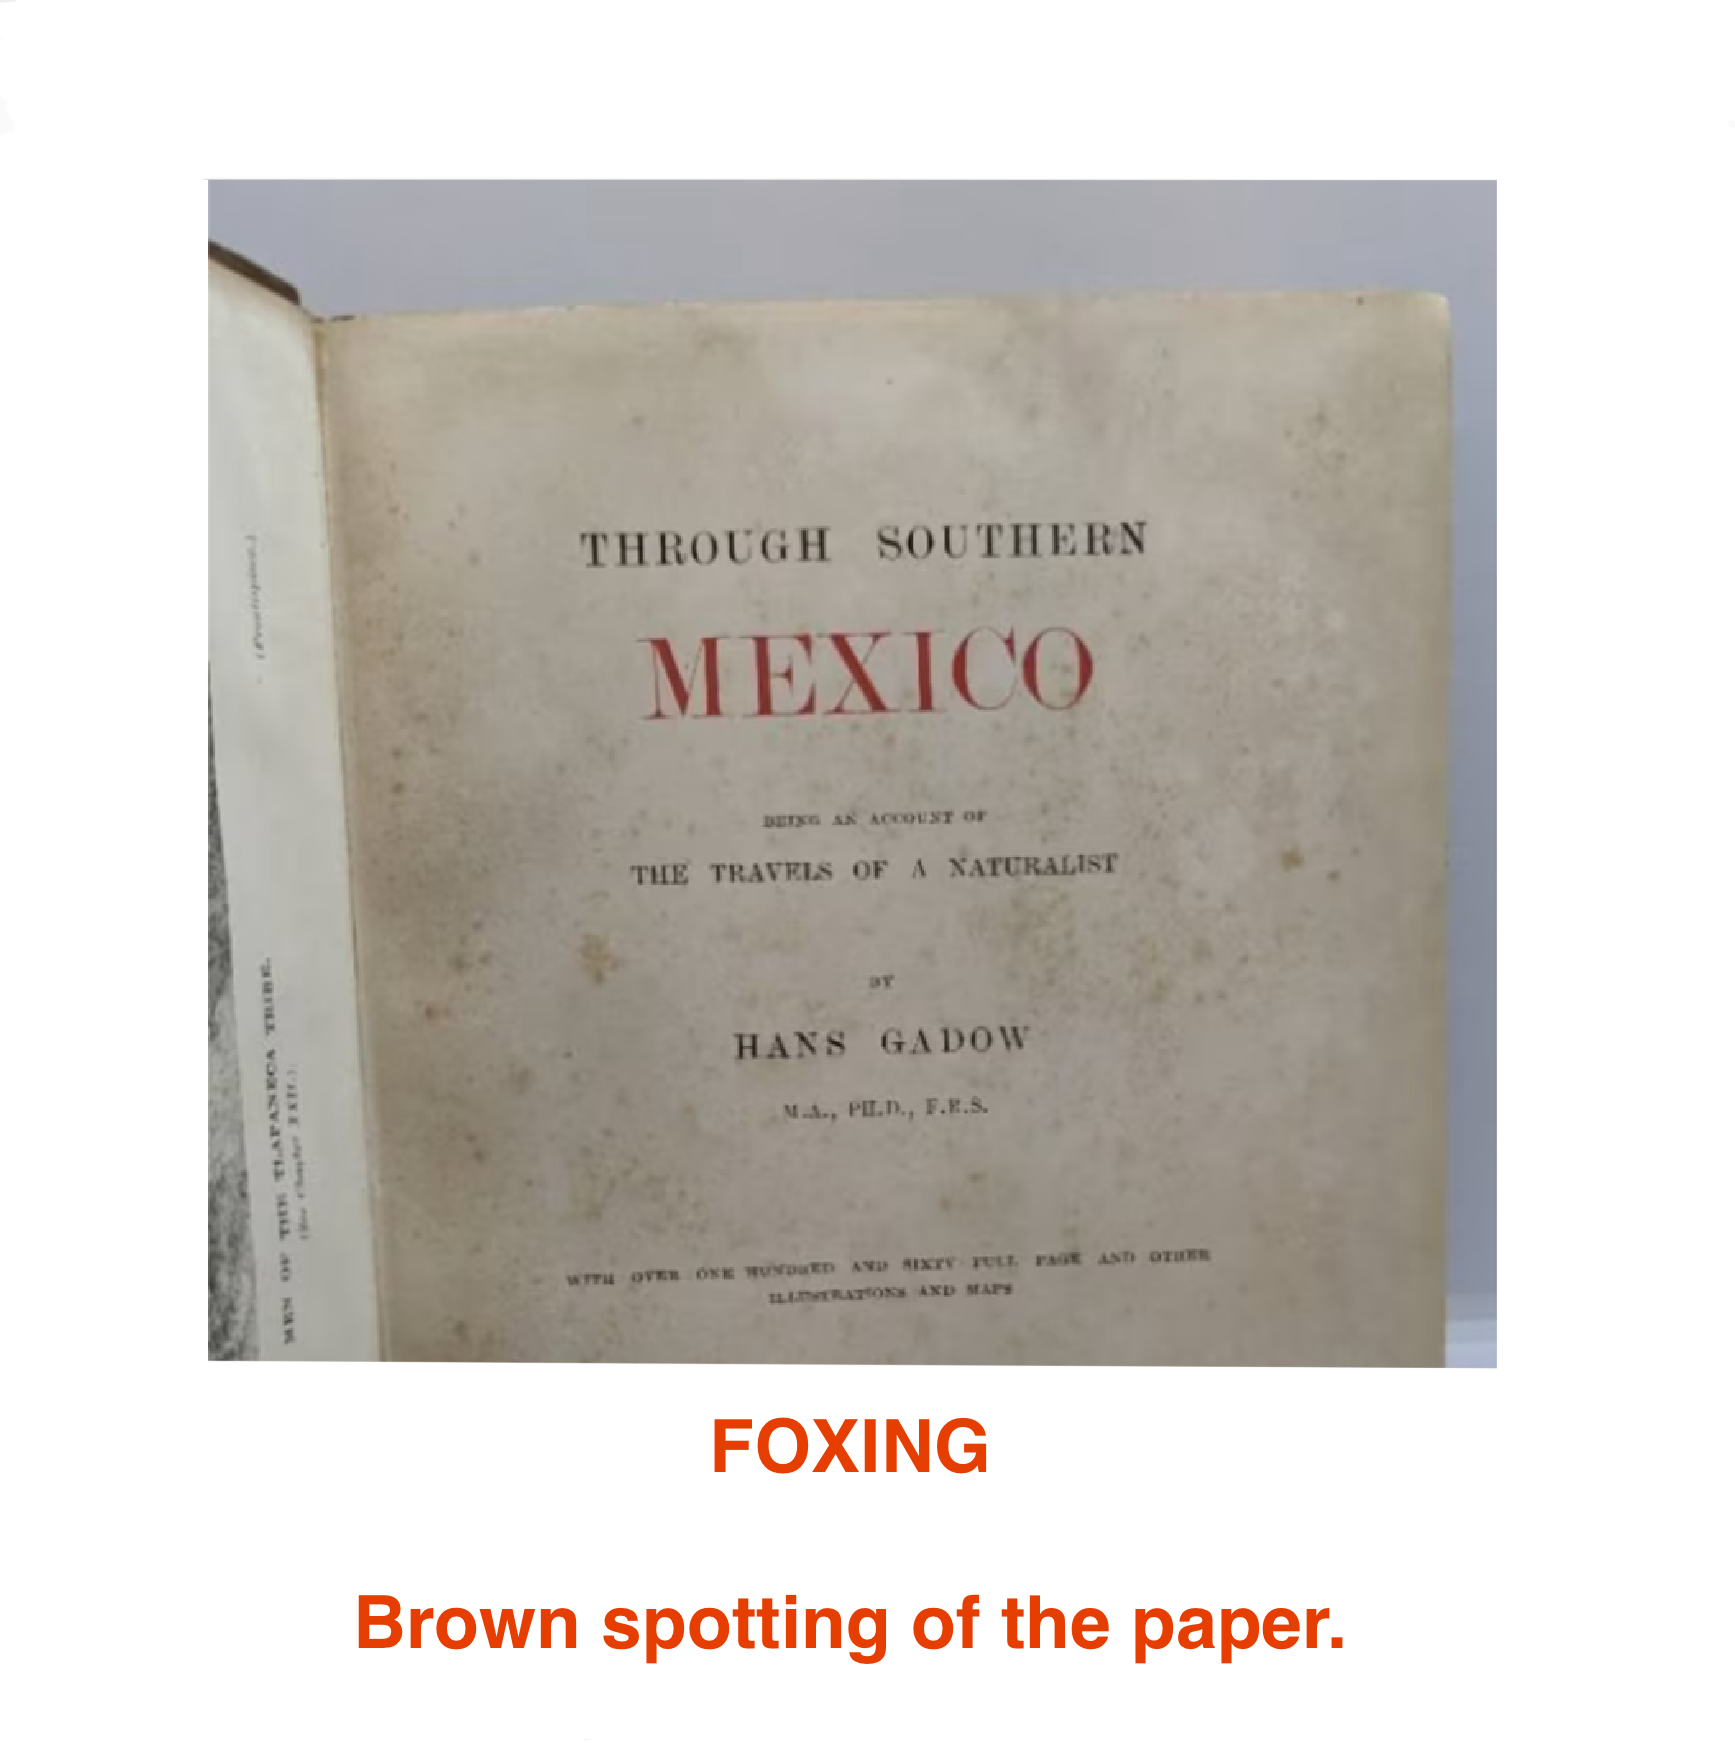 (Frontispiece.)
MEN OF THE TLAPANECA TRIBE.
(See Chapter XXII.)
THROUGH SOUTHERN
MEXICO
BEING AN ACCOUNT OF
THE TRAVELS OF A NATURALIST
BY
HANS GADOW
M.A., PH.D., F.R.S.
WITH OVER ONE HUNDRED AND SIXTY FULL PAGE AND OTHER
ILLUSTRATIONS AND MAPS
FOXING
Brown spotting of the paper.